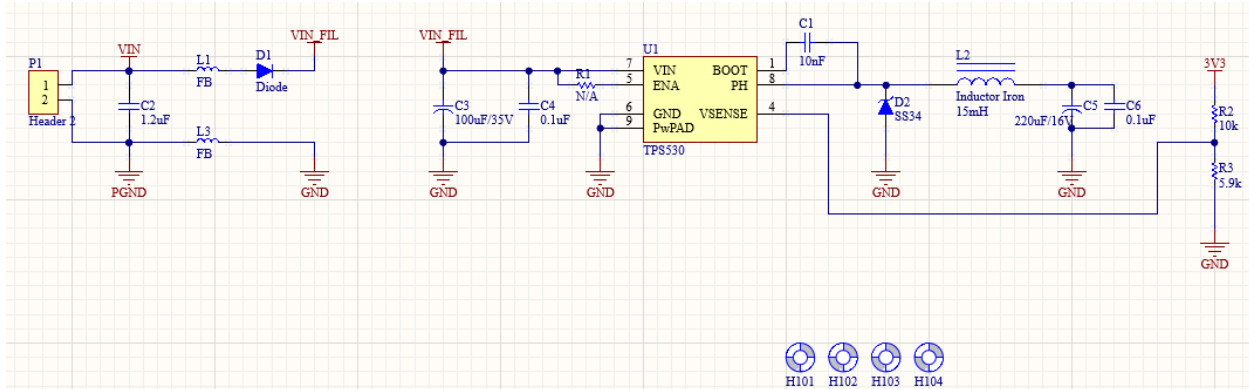 VIN_FIL
VIN_FIL
VIN
P1
1
2
Header 2
L1
FB
D1
Diode
C2
1.2uF
L3
FB
PGND
GND
C3
100uF/35V
C4
0.1uF
GND
R1
N/A
GND
U1
7
5
6
9
VIN
ENA
GND
PwPAD
BOOT
PH
VSENSE
1
8
4
TPS530
C1
10nF
D2
SS34
GND
L2
Inductor Iron
15mH
C5
220uF/16V
C6
0.1uF
GND
3V3
R2
10k
R3
5.9k
GND
H101
H102
H103
H104